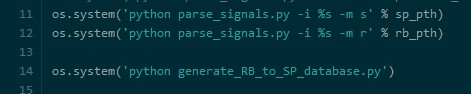 11 os.system('python parse_signals.py -i %s -m s' % sp_pth)
12 os.system('python parse_signals.py -i %s -m r' % rb_pth)
13
14 os.system('python generate_RB_to_SP_database.py')
15